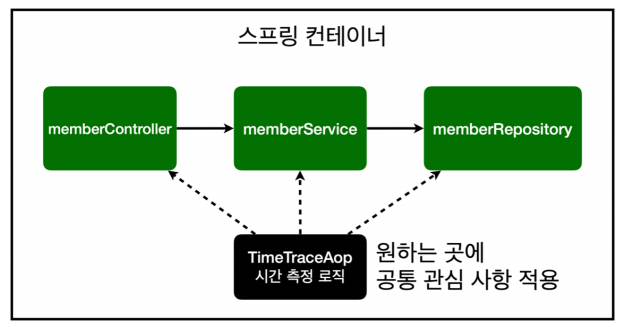 스프링 컨테이너
memberController
memberService
memberRepository
TimeTraceAop
시간 측정 로직
원하는 곳에
공통 관심 사항 적용